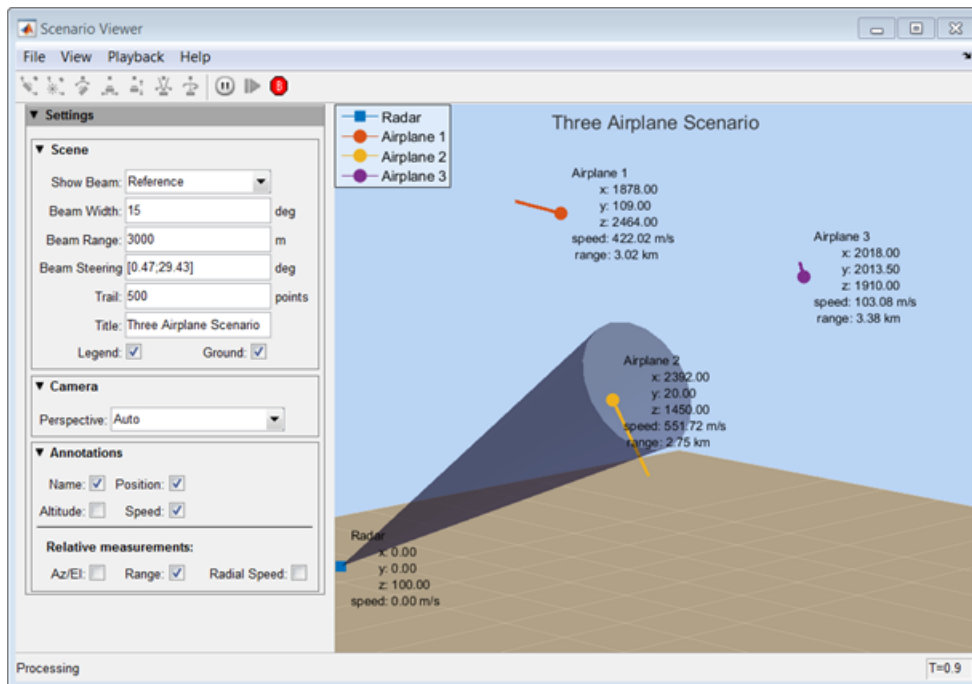 Scenario Viewer
File View Playback Help
Settings
Scene
Show Beam: Reference
Beam Width: 15 deg
Beam Range: 3000 m
Beam Steering [0.47;29.43] deg
Trail: 500 points
Title: Three Airplane Scenario
Legend: Ground:
Camera
Perspective: Auto
Annotations
Name: Position:
Altitude: Speed:
Relative measurements:
Az/El: Range: Radial Speed:
Radar
Airplane 1
Airplane 2
Airplane 3
Three Airplane Scenario
Airplane 1
x: 1878.00
y: 109.00
z: 2464.00
speed: 422.02 m/s
range: 3.02 km
Airplane 3
x: 2018.00
y: 2013.50
z: 1910.00
speed: 103.08 m/s
range: 3.38 km
Airplane 2
x: 2392.00
y: 20.00
z: 1450.00
speed: 551.72 m/s
range: 2.75 km
Radar
x: 0.00
y: 0.00
z: 100.00
speed: 0.00 m/s
Processing
T=0.9